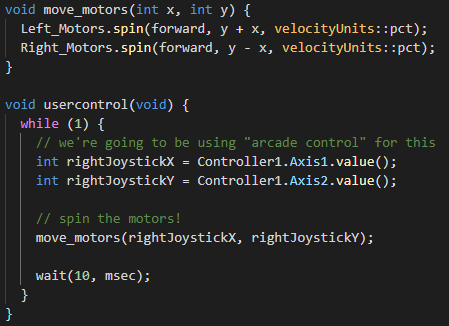 void move_motors(int x, int y) {
  Left_Motors.spin(forward, y + x, velocityUnits::pct);
  Right_Motors.spin(forward, y - x, velocityUnits::pct);
}

void usercontrol(void) {
  while (1) {
    // we're going to be using "arcade control" for this
    int rightJoystickX = Controller1.Axis1.value();
    int rightJoystickY = Controller1.Axis2.value();

    // spin the motors!
    move_motors(rightJoystickX, rightJoystickY);

    wait(10, msec);
  }
}